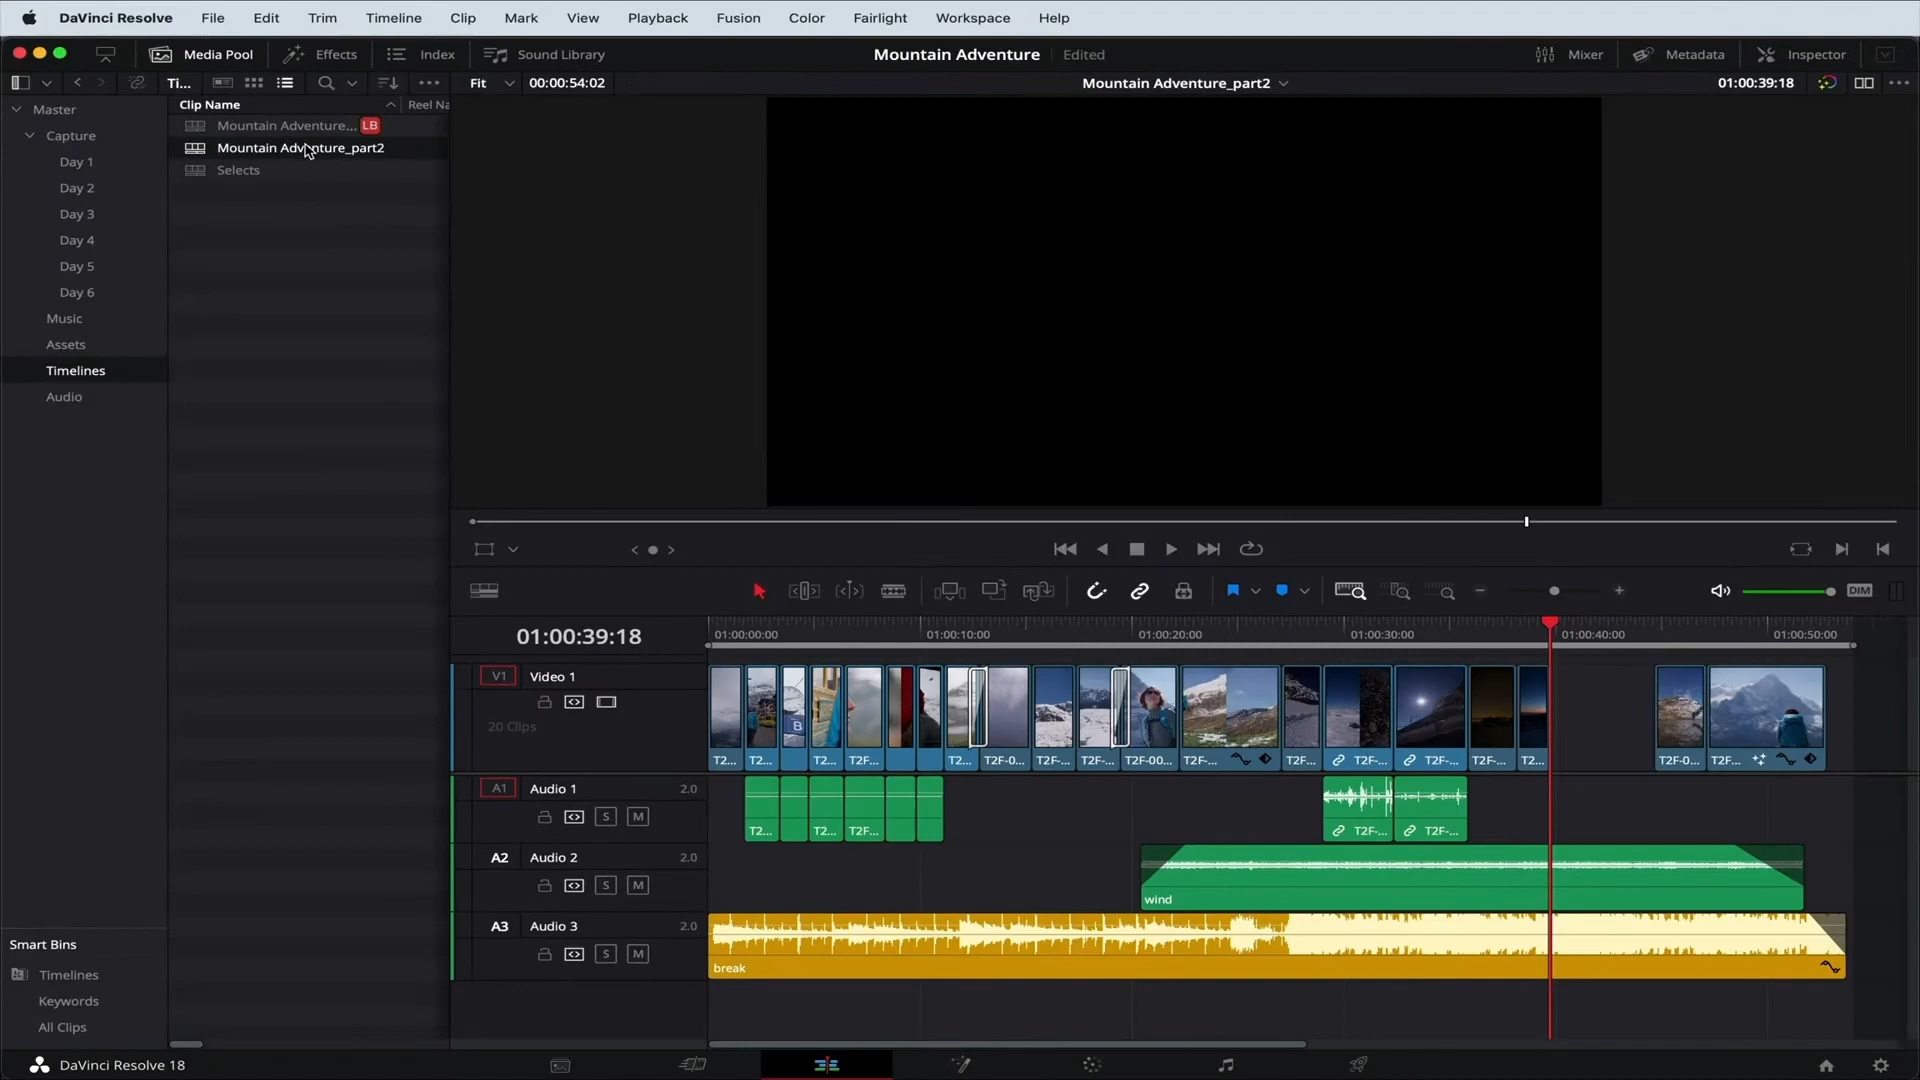 DaVinci Resolve File Edit Trim Timeline Clip Mark View Playback Fusion Color Fairlight Workspace Help
Media Pool Effects Index Sound Library Mountain Adventure Edited Mixer Metadata Inspector
Ti... Fit 00:00:54:02 Mountain Adventure_part2 01:00:39:18
Master
Capture
Day 1
Day 2
Day 3
Day 4
Day 5
Day 6
Music
Assets
Timelines
Audio
Smart Bins
Timelines
Keywords
All Clips
Clip Name Reel Na
Mountain Adventure... LB
Mountain Adventure_part2
Selects
DIM
01:00:39:18 01:00:00:00 01:00:10:00 01:00:20:00 01:00:30:00 01:00:40:00 01:00:50:00
V1 Video 1
20 Clips
B
T2... T2... T2... T2F... T2... T2F-0... T2F-... T2F-... T2F-00... T2F-... T2F... T2F-... T2F-... T2F-... T2... T2F-0... T2F...
A1 Audio 1 2.0
S M
T2... T2... T2F... T2F-... T2F-...
A2 Audio 2 2.0
S M
wind
A3 Audio 3 2.0
S M
break
DaVinci Resolve 18